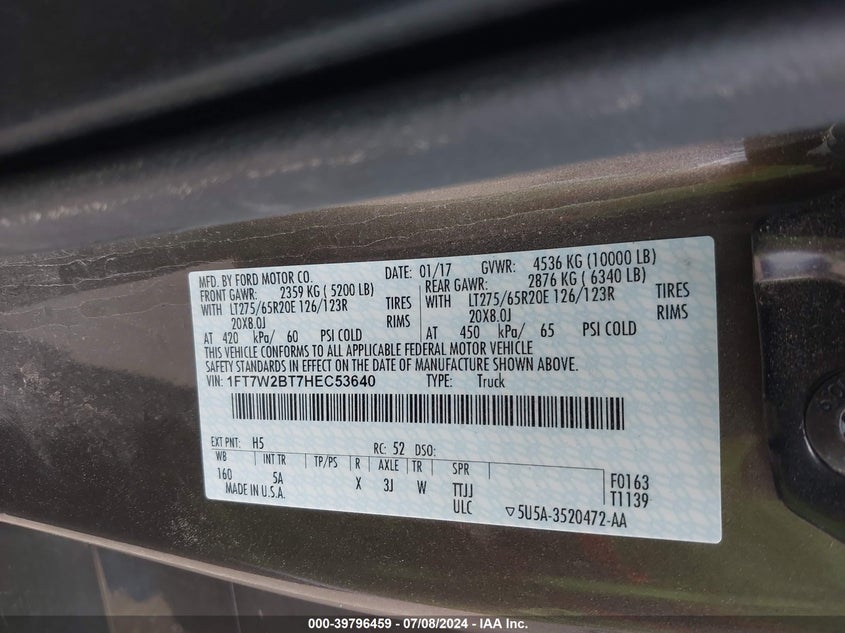 MFD. BY FORD MOTOR CO. DATE: 01/17 GVWR: 4536 KG (10000 LB)
FRONT GAWR: 2359 KG ( 5200 LB) REAR GAWR: 2876 KG ( 6340 LB)
WITH LT275/65R20E 126/123R TIRES WITH LT275/65R20E 126/123R TIRES
20X8.0J RIMS 20X8.0J RIMS
AT 420 kPa/ 60 PSI COLD AT 450 kPa/ 65 PSI COLD
THIS VEHICLE CONFORMS TO ALL APPLICABLE FEDERAL MOTOR VEHICLE
SAFETY STANDARDS IN EFFECT ON THE DATE OF MANUFACTURE SHOWN ABOVE.
VIN: 1FT7W2BT7HEC53640 TYPE: Truck
EXT PNT: H5 RC: 52 DSO:
WB INT TR TP/PS R AXLE TR SPR
160 5A X 3J W TTJJ F0163
MADE IN U.S.A. ULC T1139
▽5U5A-3520472-AA
000-39796459 - 07/08/2024 - © IAA, Inc.